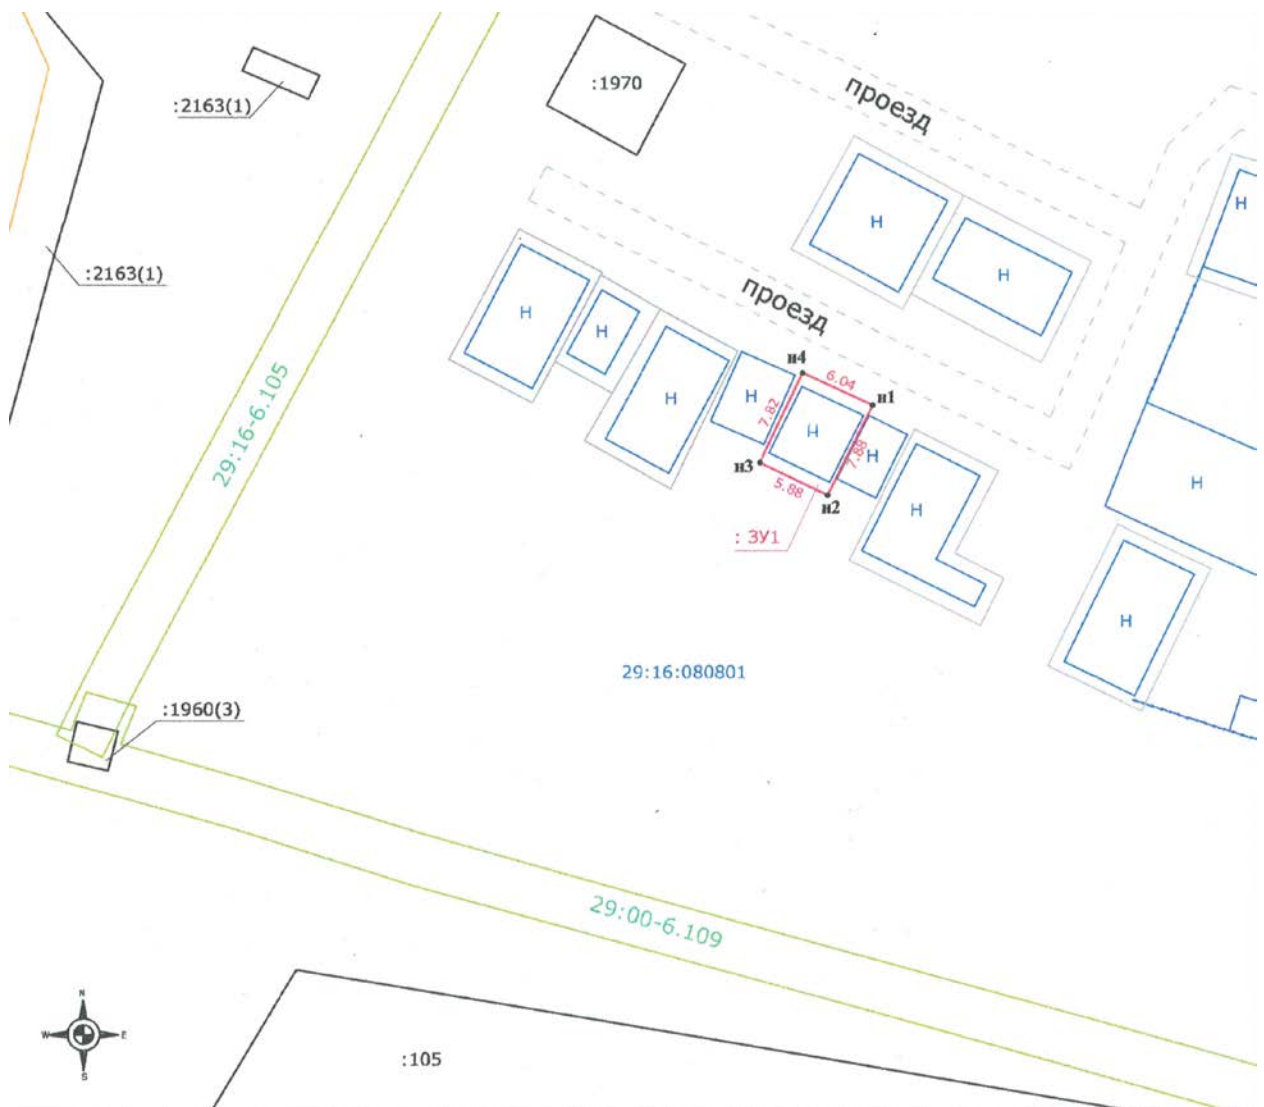 :1970
:2163(1)
проезд
Н
Н
Н
:2163(1)
проезд
Н
Н
н4
6.04
н1
Н
Н
7.82
Н
7.88
Н
29:16-6.105
н3
5.88
н2
Н
Н
: ЗУ1
Н
29:16:080801
:1960(3)
29:00-6.109
N
W
E
S
:105